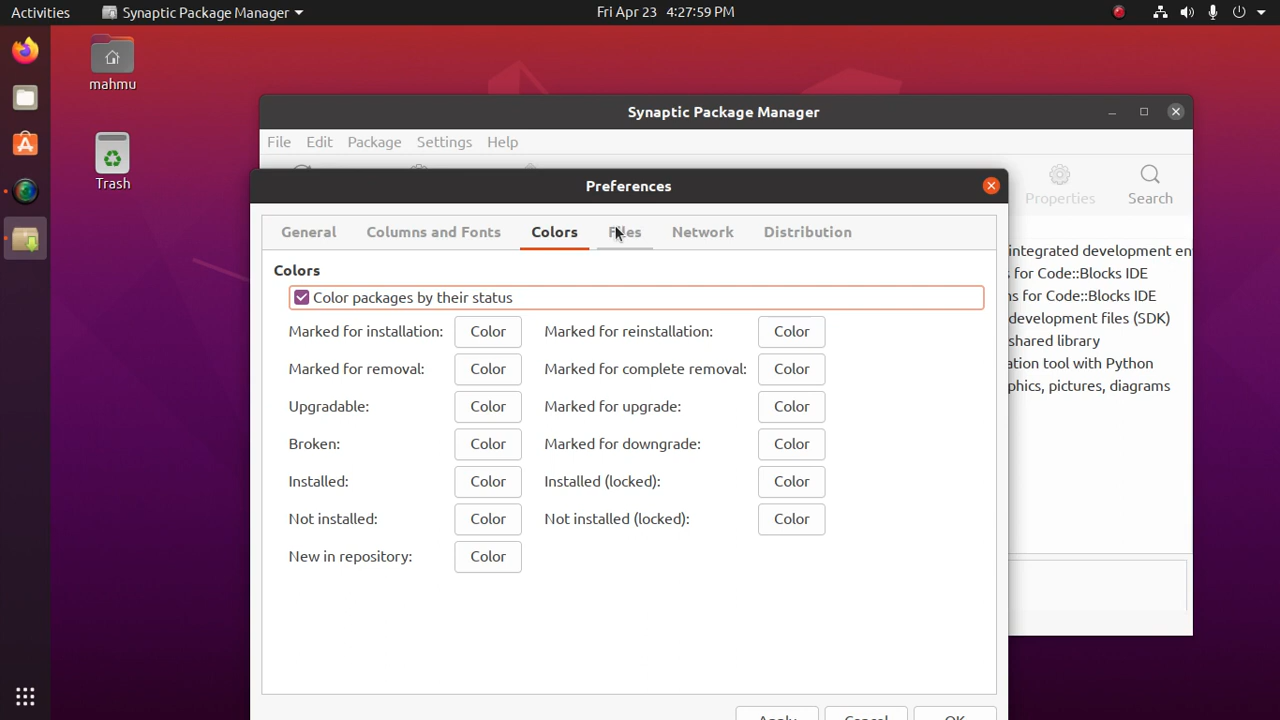 Activities Synaptic Package Manager Fri Apr 23 4:27:59 PM
mahmu
Trash
Synaptic Package Manager
File Edit Package Settings Help
Properties Search
Preferences
General Columns and Fonts Colors Files Network Distribution
integrated development en
Colors
s for Code::Blocks IDE
Color packages by their status
ns for Code::Blocks IDE
development files (SDK)
Marked for installation: Color Marked for reinstallation: Color
shared library
ation tool with Python
Marked for removal: Color Marked for complete removal: Color
phics, pictures, diagrams
Upgradable: Color Marked for upgrade: Color
Broken: Color Marked for downgrade: Color
Installed: Color Installed (locked): Color
Not installed: Color Not installed (locked): Color
New in repository: Color
Apply Cancel OK